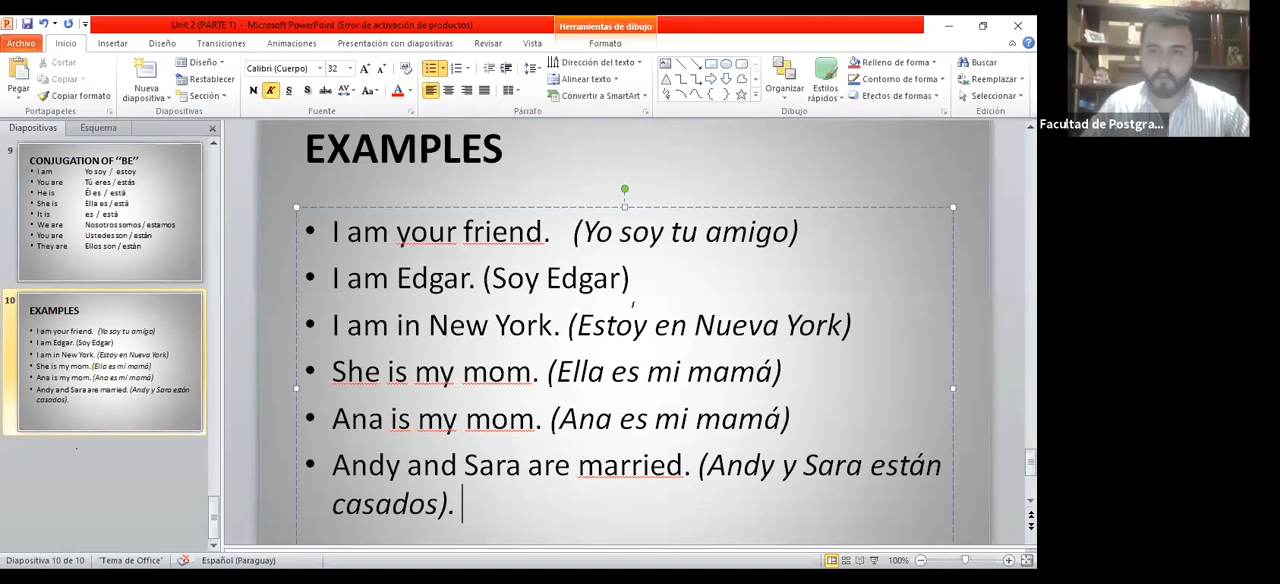 Unit 2 (PARTE 1) - Microsoft PowerPoint (Error de activación de productos)
Herramientas de dibujo
Archivo Inicio Insertar Diseño Transiciones Animaciones Presentación con diapositivas Revisar Vista Formato
Pegar
Cortar
Copiar
Copiar formato
Portapapeles
Nueva
diapositiva
Diseño
Restablecer
Sección
Diapositivas
Calibri (Cuerpo) 32
N K S S abc AV Aa A
Fuente
Dirección del texto
Alinear texto
Convertir a SmartArt
Párrafo
Organizar
Estilos
rápidos
Relleno de forma
Contorno de forma
Efectos de formas
Dibujo
Buscar
Reemplazar
Seleccionar
Edición
Facultad de Postgra...
Diapositivas Esquema
9
CONJUGATION OF "BE"
• I am Yo soy / estoy
• You are Tú eres / estás
• He is Él es / está
• She is Ella es / está
• It is es / está
• We are Nosotros somos / estamos
• You are Ustedes son / están
• They are Ellos son / están
10
EXAMPLES
• I am your friend. (Yo soy tu amigo)
• I am Edgar. (Soy Edgar)
• I am in New York. (Estoy en Nueva York)
• She is my mom. (Ella es mi mamá)
• Ana is my mom. (Ana es mi mamá)
• Andy and Sara are married. (Andy y Sara están
casados).
EXAMPLES
• I am your friend. (Yo soy tu amigo)
• I am Edgar. (Soy Edgar)
• I am in New York. (Estoy en Nueva York)
• She is my mom. (Ella es mi mamá)
• Ana is my mom. (Ana es mi mamá)
• Andy and Sara are married. (Andy y Sara están
casados).
Diapositiva 10 de 10 "Tema de Office" Español (Paraguay) 100%